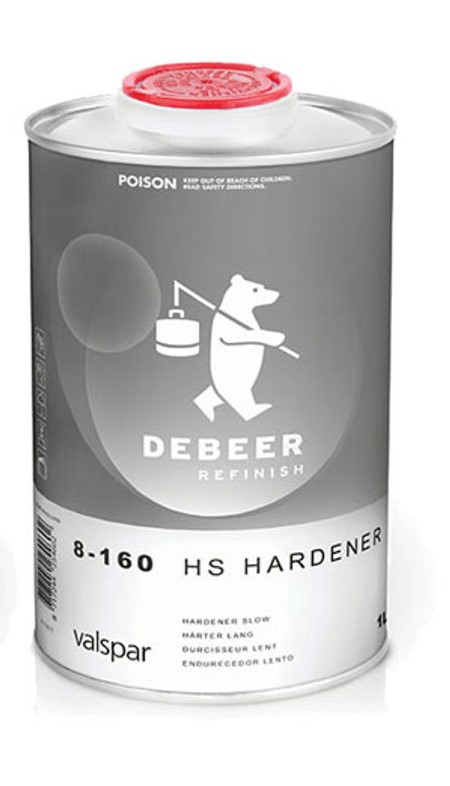 POISON KEEP OUT OF REACH OF CHILDREN.
READ SAFETY DIRECTIONS.
DEBEER
REFINISH
8-160 HS HARDENER
1L
HARDENER SLOW
HÄRTER LANG
DURCISSEUR LENT
ENDURECEDOR LENTO
valspar